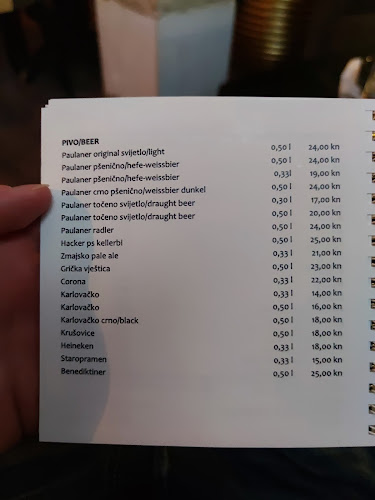 PIVO/BEER
Paulaner original svijetlo/light 0,50 l 24,00 kn
Paulaner pšenično/hefe-weissbier 0,50 l 24,00 kn
Paulaner pšenično/hefe-weissbier 0,33l 19,00 kn
Paulaner crno pšenično/weissbier dunkel 0,50 l 24,00 kn
Paulaner točeno svijetlo/draught beer 0,30 l 17,00 kn
Paulaner točeno svijetlo/draught beer 0,50 l 20,00 kn
Paulaner radler 0,50 l 24,00 kn
Hacker ps kellerbi 0,50 l 25,00 kn
Zmajsko pale ale 0,33 l 21,00 kn
Grička vještica 0,50 l 23,00 kn
Corona 0,33 l 22,00 kn
Karlovačko 0,33 l 14,00 kn
Karlovačko 0,50 l 16,00 kn
Karlovačko crno/black 0,50 l 18,00 kn
Krušovice 0,50 l 18,00 kn
Heineken 0,33 l 18,00 kn
Staropramen 0,33 l 15,00 kn
Benediktiner 0,50 l 25,00 kn